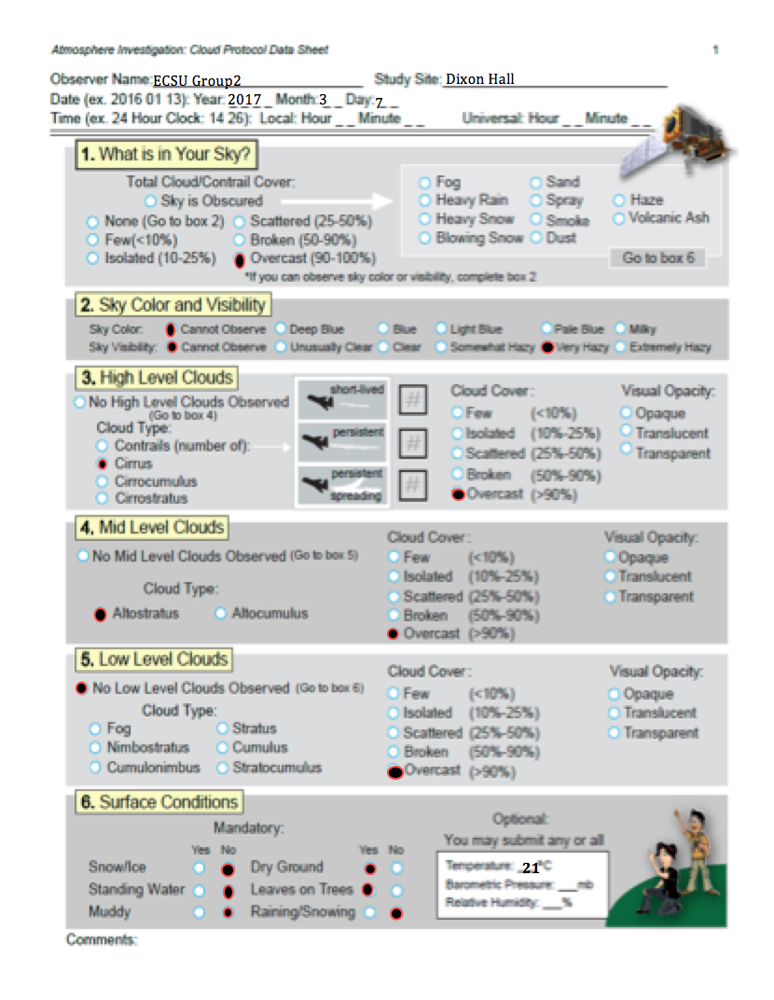 Atmosphere Investigation: Cloud Protocol Data Sheet 1
Observer Name: ECSU Group2 Study Site: Dixon Hall
Date (ex. 2016 01 13): Year: 2017 _ Month: 3 _ _ Day: 7 _ _
Time (ex. 24 Hour Clock: 14 26): Local: Hour _ _ Minute _ _ Universal: Hour _ _ Minute _ _
1. What is in Your Sky?
Total Cloud/Contrail Cover:
Sky is Obscured
None (Go to box 2) Scattered (25-50%)
Few(<10%) Broken (50-90%)
Isolated (10-25%) Overcast (90-100%)
Fog Sand
Heavy Rain Spray Haze
Heavy Snow Smoke Volcanic Ash
Blowing Snow Dust
Go to box 6
*If you can observe sky color or visibility, complete box 2
2. Sky Color and Visibility
Sky Color: Cannot Observe Deep Blue Blue Light Blue Pale Blue Milky
Sky Visibility: Cannot Observe Unusually Clear Clear Somewhat Hazy Very Hazy Extremely Hazy
3. High Level Clouds
No High Level Clouds Observed
(Go to box 4)
Cloud Type:
Contrails (number of):
Cirrus
Cirrocumulus
Cirrostratus
short-lived #
persistent #
persistent
spreading #
Cloud Cover:
Few (<10%)
Isolated (10%-25%)
Scattered (25%-50%)
Broken (50%-90%)
Overcast (>90%)
Visual Opacity:
Opaque
Translucent
Transparent
4. Mid Level Clouds
No Mid Level Clouds Observed (Go to box 5)
Cloud Type:
Altostratus Altocumulus
Cloud Cover:
Few (<10%)
Isolated (10%-25%)
Scattered (25%-50%)
Broken (50%-90%)
Overcast (>90%)
Visual Opacity:
Opaque
Translucent
Transparent
5. Low Level Clouds
No Low Level Clouds Observed (Go to box 6)
Cloud Type:
Fog Stratus
Nimbostratus Cumulus
Cumulonimbus Stratocumulus
Cloud Cover:
Few (<10%)
Isolated (10%-25%)
Scattered (25%-50%)
Broken (50%-90%)
Overcast (>90%)
Visual Opacity:
Opaque
Translucent
Transparent
6. Surface Conditions
Mandatory:
Yes No Yes No
Snow/Ice Dry Ground
Standing Water Leaves on Trees
Muddy Raining/Snowing
Optional:
You may submit any or all
Temperature: _21°C
Barometric Pressure: ___mb
Relative Humidity: ___%
Comments: